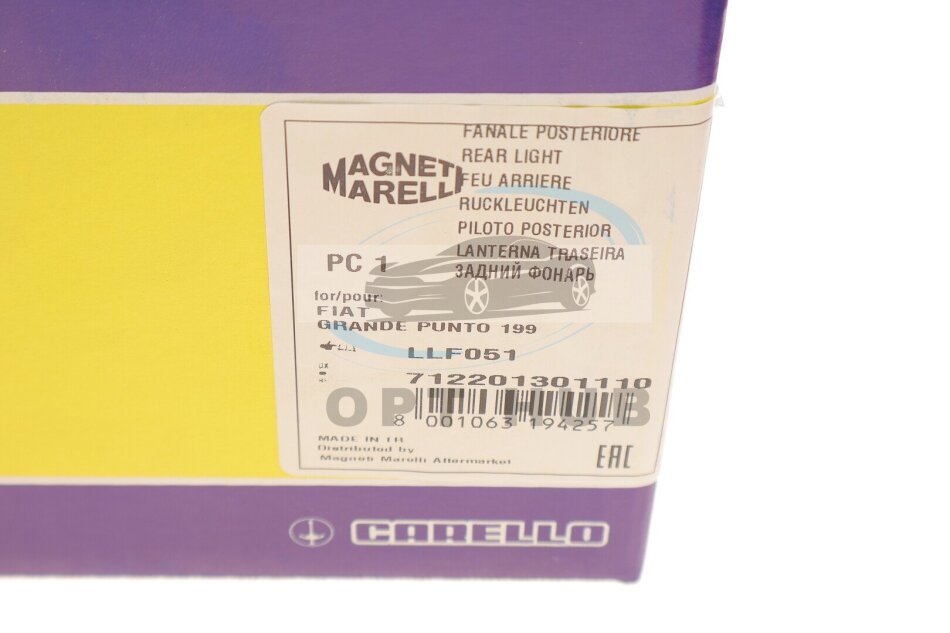 FANALE POSTERIORE
REAR LIGHT
FEU ARRIERE
RUCKLEUCHTEN
PILOTO POSTERIOR
LANTERNA TRASEIRA
ЗАДНИЙ ФОНАРЬ
MAGNETI
MARELLI
PC 1
for/pour:
FIAT
GRANDE PUNTO 199
LLF051
712201301110
OPT HUB
8 001063 194257
MADE IN TR
Distributed by
Magneti Marelli Aftermarket
EAC
CARELLO